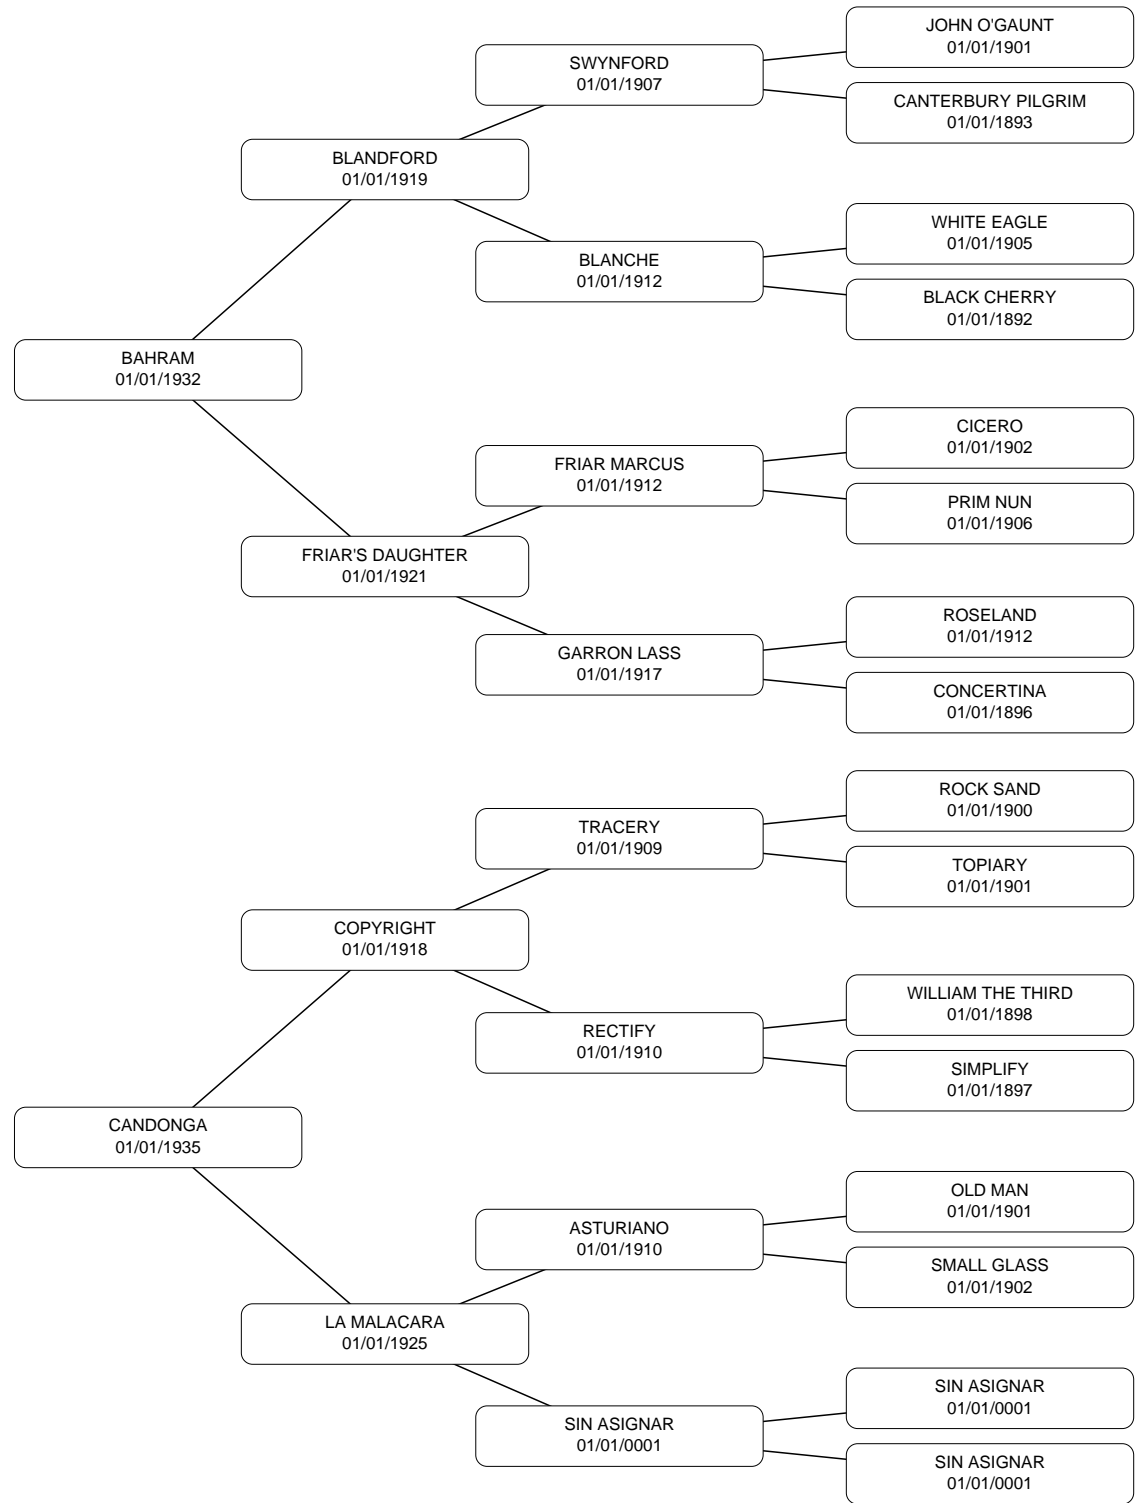 JOHN O'GAUNT
01/01/1901
SWYNFORD
01/01/1907
CANTERBURY PILGRIM
01/01/1893
BLANDFORD
01/01/1919
WHITE EAGLE
01/01/1905
BLANCHE
01/01/1912
BLACK CHERRY
01/01/1892
BAHRAM
01/01/1932
CICERO
01/01/1902
FRIAR MARCUS
01/01/1912
PRIM NUN
01/01/1906
FRIAR'S DAUGHTER
01/01/1921
ROSELAND
01/01/1912
GARRON LASS
01/01/1917
CONCERTINA
01/01/1896
ROCK SAND
01/01/1900
TRACERY
01/01/1909
TOPIARY
01/01/1901
COPYRIGHT
01/01/1918
WILLIAM THE THIRD
01/01/1898
RECTIFY
01/01/1910
SIMPLIFY
01/01/1897
CANDONGA
01/01/1935
OLD MAN
01/01/1901
ASTURIANO
01/01/1910
SMALL GLASS
01/01/1902
LA MALACARA
01/01/1925
SIN ASIGNAR
01/01/0001
SIN ASIGNAR
01/01/0001
SIN ASIGNAR
01/01/0001